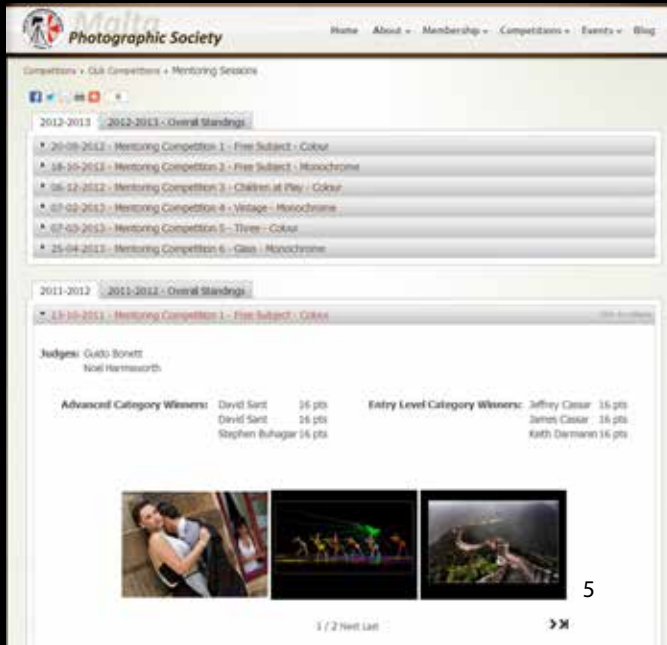 Malta
Photographic Society
Home About Membership Competitions Events Blog
Competitions » Club Competitions » Mentoring Sessions
2012-2013 2012-2013 - Overall Standings
20-09-2012 - Mentoring Competition 1 - Free Subject - Colour
18-10-2012 - Mentoring Competition 2 - Free Subject - Monochrome
06-12-2012 - Mentoring Competition 3 - Children at Play - Colour
07-02-2013 - Mentoring Competition 4 - Vintage - Monochrome
07-03-2013 - Mentoring Competition 5 - Three - Colour
25-04-2013 - Mentoring Competition 6 - Glass - Monochrome
2011-2012 2011-2012 - Overall Standings
13-10-2011 - Mentoring Competition 1 - Free Subject - Colour
Judges: Guido Bonett
Noel Harmsworth
Advanced Category Winners: David Sant 16 pts Entry Level Category Winners: Jeffrey Cassar 16 pts
David Sant 16 pts James Cassar 16 pts
Stephen Buhagiar 16 pts Keith Darmanin 16 pts
5
1 / 2 Next Last